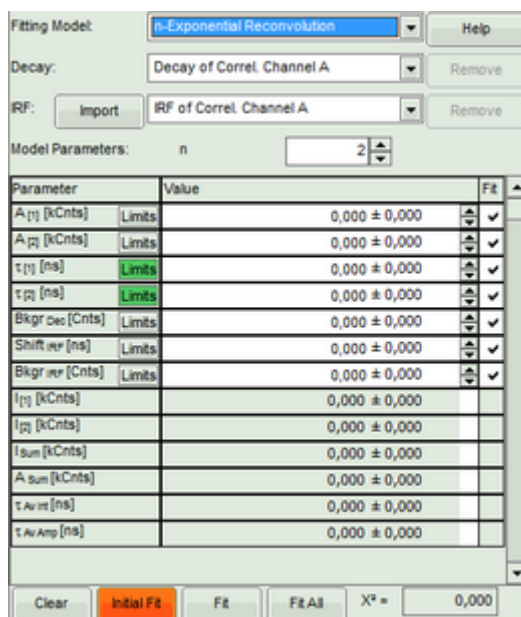 Fitting Model: n-Exponential Reconvolution Help
Decay: Decay of Correl. Channel A Remove
IRF: Import IRF of Correl. Channel A Remove
Model Parameters: n 2
Parameter Value Fit
A [1] [kCnts] Limits 0,000 ± 0,000
A [2] [kCnts] Limits 0,000 ± 0,000
τ [1] [ns] Limits 0,000 ± 0,000
τ [2] [ns] Limits 0,000 ± 0,000
Bkgr Dec [Cnts] Limits 0,000 ± 0,000
Shift IRF [ns] Limits 0,000 ± 0,000
Bkgr IRF [Cnts] Limits 0,000 ± 0,000
I [1] [kCnts] 0,000 ± 0,000
I [2] [kCnts] 0,000 ± 0,000
I Sum [kCnts] 0,000 ± 0,000
A Sum [kCnts] 0,000 ± 0,000
τ Av Int [ns] 0,000 ± 0,000
τ Av Amp [ns] 0,000 ± 0,000
Clear Initial Fit Fit Fit All X² = 0,000